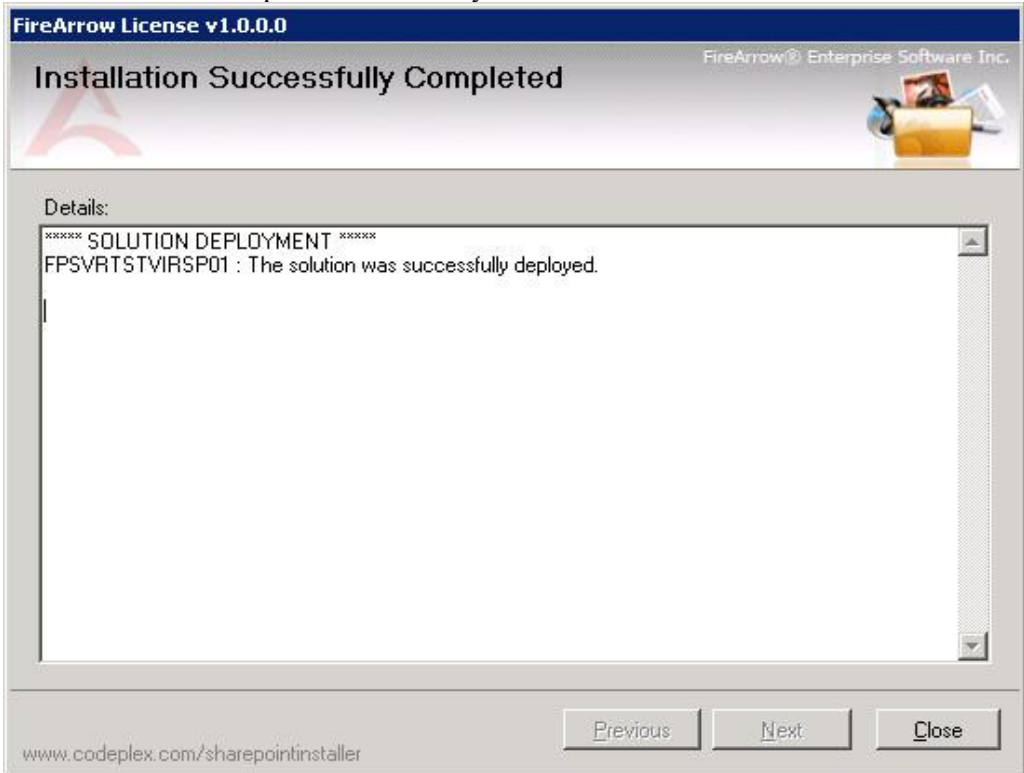 FireArrow License v1.0.0.0
FireArrow® Enterprise Software Inc.
Installation Successfully Completed
Details:
***** SOLUTION DEPLOYMENT *****
FPSVRTSTVIRSP01 : The solution was successfully deployed.
Previous
Next
Close
www.codeplex.com/sharepointinstaller